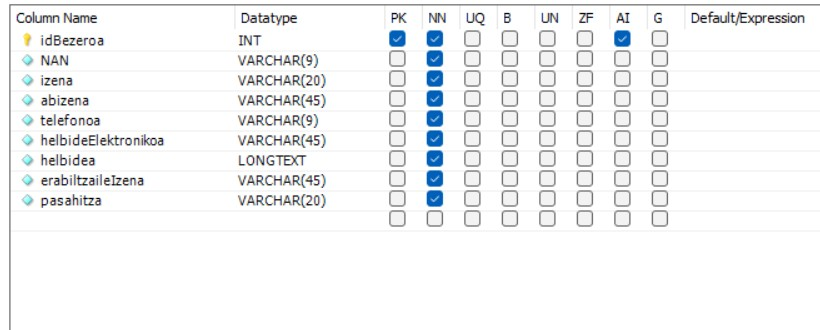 Column Name Datatype PK NN UQ B UN ZF AI G Default/Expression
idBezeroa INT
NAN VARCHAR(9)
izena VARCHAR(20)
abizena VARCHAR(45)
telefonoa VARCHAR(9)
helbideElektronikoa VARCHAR(45)
helbidea LONGTEXT
erabiltzaileIzena VARCHAR(45)
pasahitza VARCHAR(20)